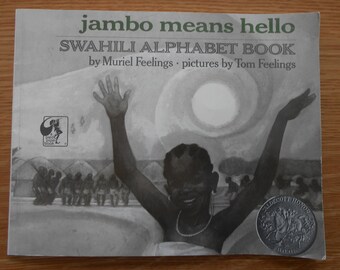 jambo means hello
SWAHILI ALPHABET BOOK
by Muriel Feelings • pictures by Tom Feelings